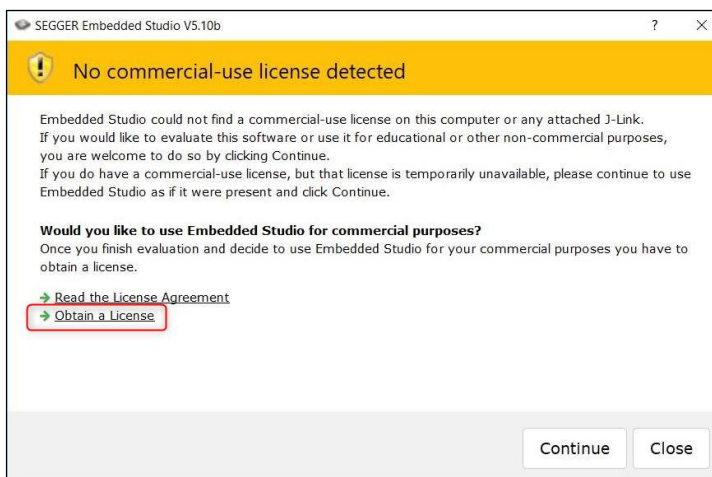 SEGGER Embedded Studio V5.10b
?
No commercial-use license detected
Embedded Studio could not find a commercial-use license on this computer or any attached J-Link.
If you would like to evaluate this software or use it for educational or other non-commercial purposes,
you are welcome to do so by clicking Continue.
If you do have a commercial-use license, but that license is temporarily unavailable, please continue to use
Embedded Studio as if it were present and click Continue.
Would you like to use Embedded Studio for commercial purposes?
Once you finish evaluation and decide to use Embedded Studio for your commercial purposes you have to
obtain a license.
Read the License Agreement
Obtain a License
Continue Close